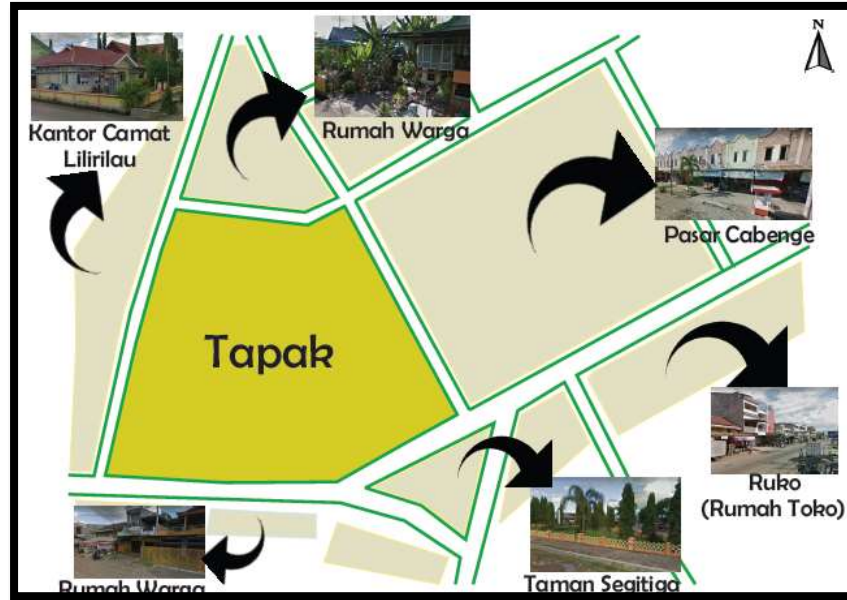 N
Kantor Camat
Lilirilau
Rumah Warga
Pasar Cabenge
Tapak
Ruko
(Rumah Toko)
Taman Segitiga
Rumah Warga